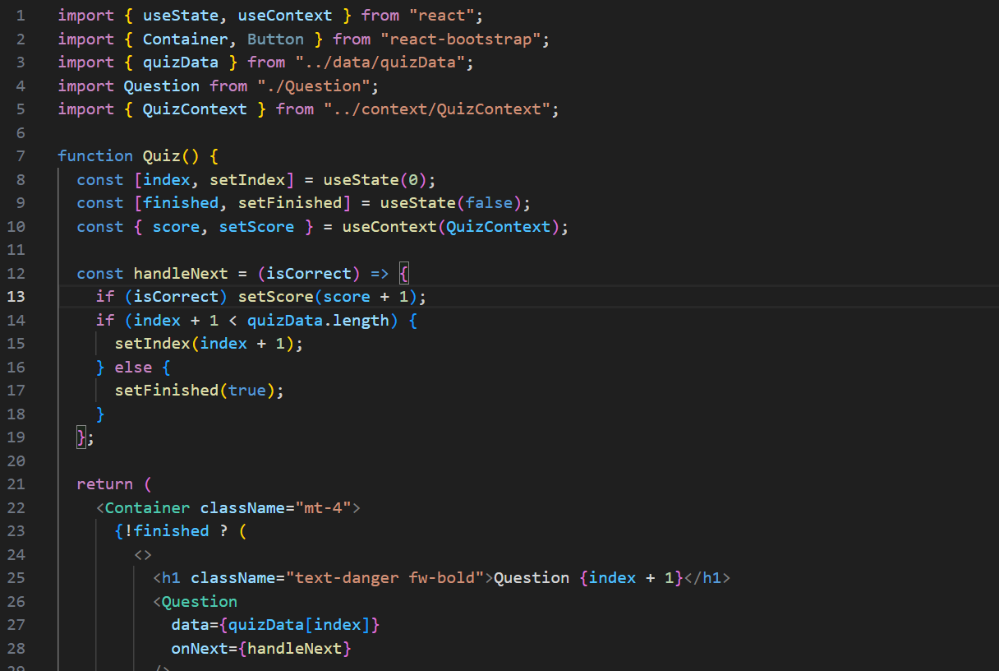 1 import { useState, useContext } from "react";
2 import { Container, Button } from "react-bootstrap";
3 import { quizData } from "../data/quizData";
4 import Question from "./Question";
5 import { QuizContext } from "../context/QuizContext";
6
7 function Quiz() {
8   const [index, setIndex] = useState(0);
9   const [finished, setFinished] = useState(false);
10   const { score, setScore } = useContext(QuizContext);
11
12   const handleNext = (isCorrect) => {
13     if (isCorrect) setScore(score + 1);
14     if (index + 1 < quizData.length) {
15       setIndex(index + 1);
16     } else {
17       setFinished(true);
18     }
19   };
20
21   return (
22     <Container className="mt-4">
23       {!finished ? (
24         <>
25           <h1 className="text-danger fw-bold">Question {index + 1}</h1>
26           <Question
27             data={quizData[index]}
28             onNext={handleNext}
29           />